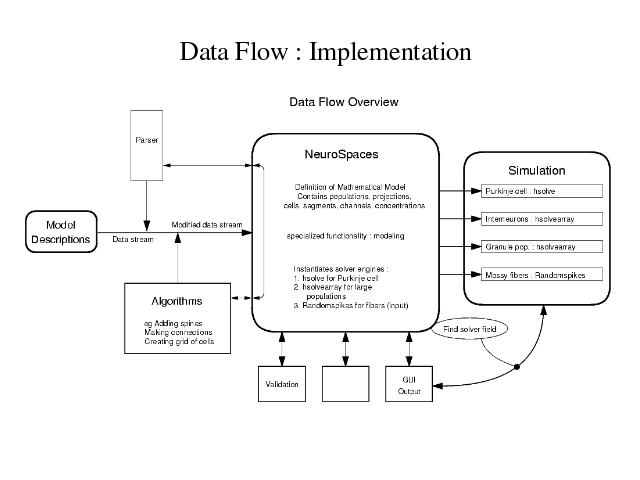 Data Flow : Implementation
Data Flow Overview
Parser
NeuroSpaces
Definition of Mathematical Model
Contains populations, projections,
cells, segments, channels, concentrations
specialized functionality : modeling
Instantiates solver engines :
1. hsolve for Purkinje cell
2. hsolvearray for large
populations
3. Randomspikes for fibers (input)
Simulation
Purkinje cell : hsolve
Interneurons : hsolvearray
Granule pop. : hsolvearray
Mossy fibers : Randomspikes
Model
Descriptions
Modified data stream
Data stream
Algorithms
eg Adding spines
Making connections
Creating grid of cells
Find solver field
Validation
GUI
Output